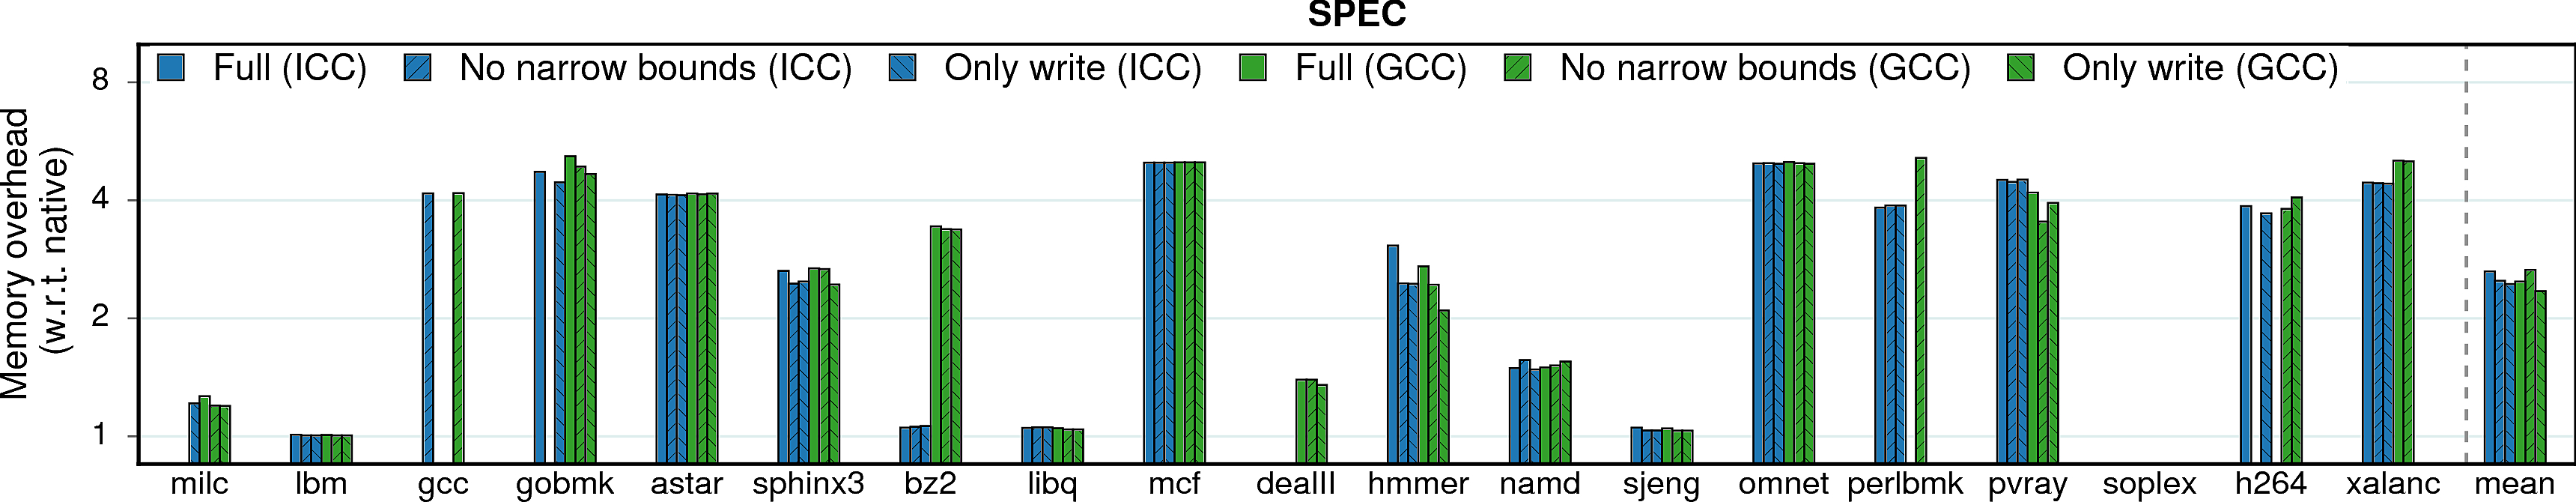 SPEC
Full (ICC) No narrow bounds (ICC) Only write (ICC) Full (GCC) No narrow bounds (GCC) Only write (GCC)
Memory overhead
(w.r.t. native)
8
4
2
1
milc lbm gcc gobmk astar sphinx3 bz2 libq mcf dealII hmmer namd sjeng omnet perlbmk pvray soplex h264 xalanc mean